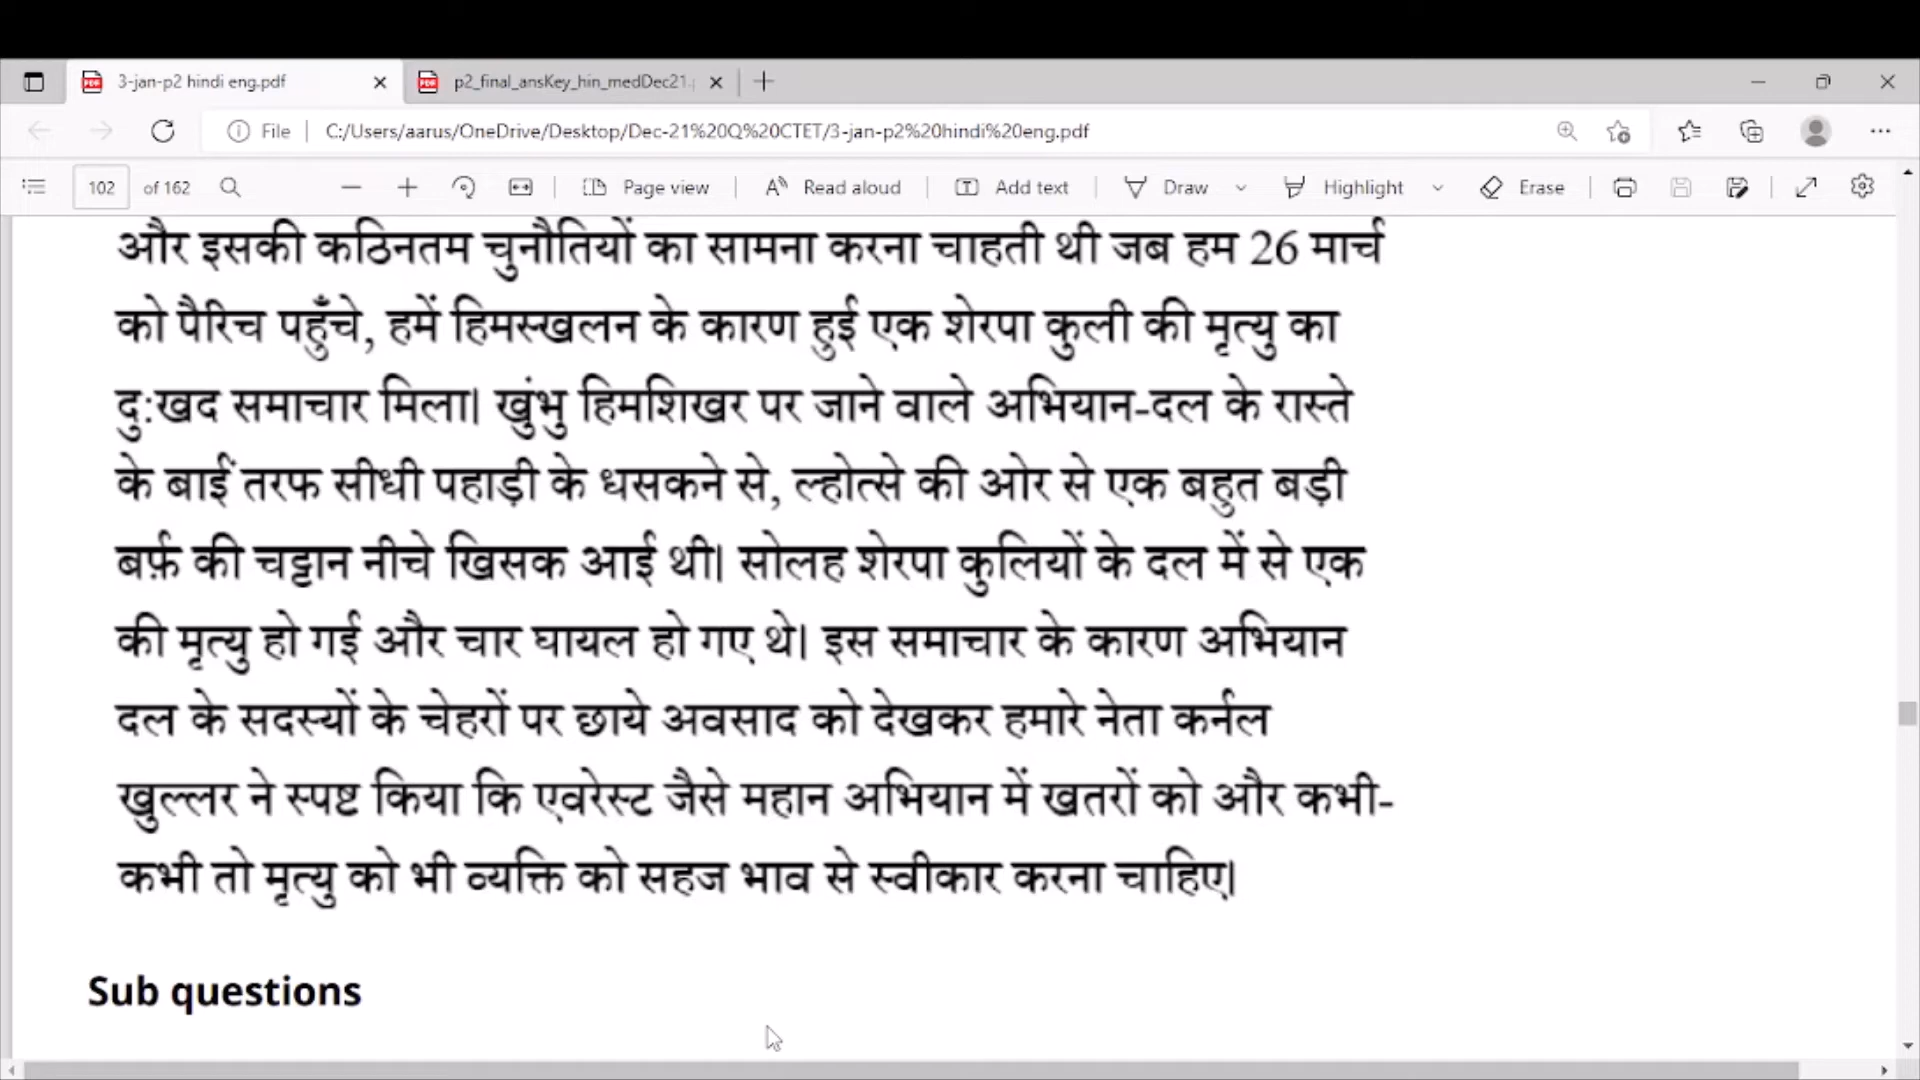 3-jan-p2 hindi eng.pdf
p2_final_ansKey_hin_medDec21.p
File
C:/Users/aarus/OneDrive/Desktop/Dec-21%20Q%20CTET/3-jan-p2%20hindi%20eng.pdf
102 of 162 Page view Read aloud Add text Draw Highlight Erase
और इसकी कठिनतम चुनौतियों का सामना करना चाहती थी जब हम 26 मार्च
को पैरिच पहुँचे, हमें हिमस्खलन के कारण हुई एक शेरपा कुली की मृत्यु का
दु:खद समाचार मिला। खुंभु हिमशिखर पर जाने वाले अभियान-दल के रास्ते
के बाईं तरफ सीधी पहाड़ी के धसकने से, ल्होत्से की ओर से एक बहुत बड़ी
बर्फ़ की चट्टान नीचे खिसक आई थी। सोलह शेरपा कुलियों के दल में से एक
की मृत्यु हो गई और चार घायल हो गए थे। इस समाचार के कारण अभियान
दल के सदस्यों के चेहरों पर छाये अवसाद को देखकर हमारे नेता कर्नल
खुल्लर ने स्पष्ट किया कि एवरेस्ट जैसे महान अभियान में खतरों को और कभी-
कभी तो मृत्यु को भी व्यक्ति को सहज भाव से स्वीकार करना चाहिए।
Sub questions